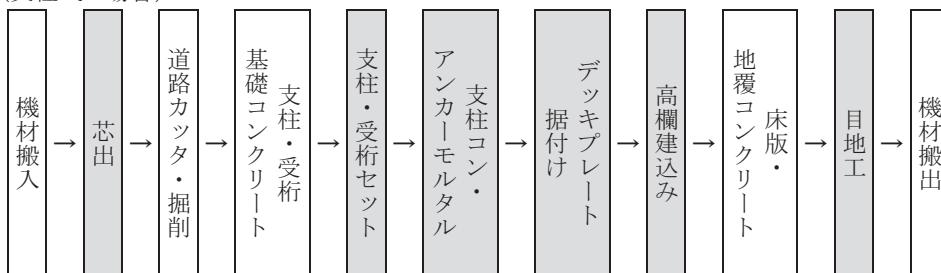 機材搬入
→
芯出
→
道路カッタ・掘削
→
支柱・受桁
基礎コンクリート
→
支柱・受桁セット
→
支柱コン・
アンカーモルタル
→
デッキプレート
据付け
→
高欄建込み
→
床版・
地覆コンクリート
→
目地工
→
機材搬出